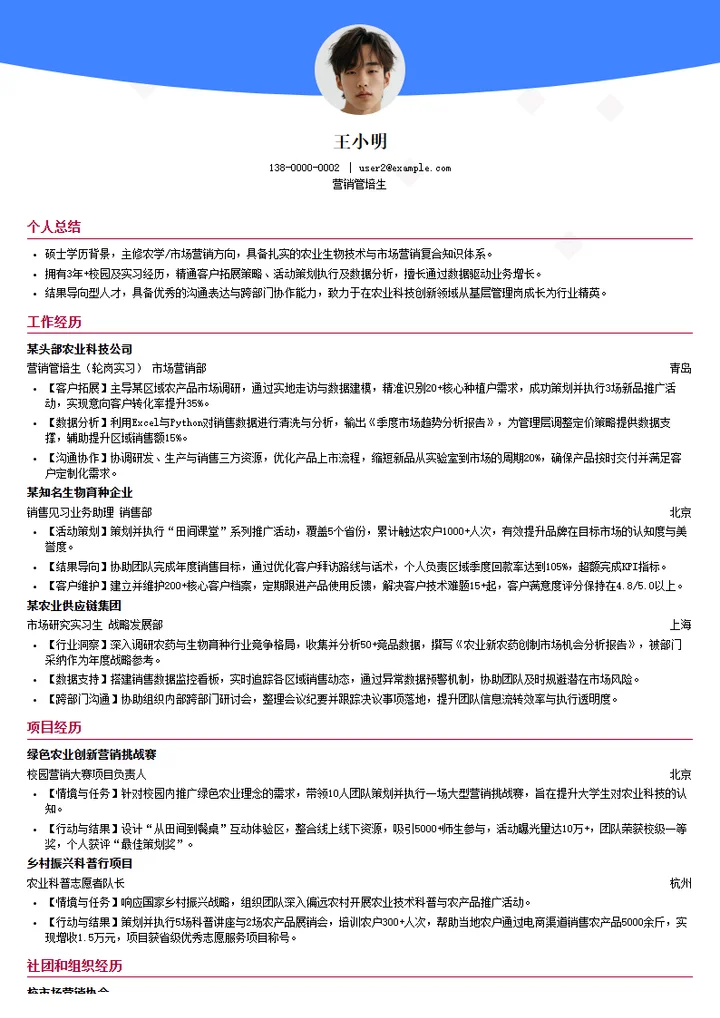 王小明
138-0000-0002 | user2@example.com
营销管培生
个人总结
• 硕士学历背景，主修农学/市场营销方向，具备扎实的农业生物技术与市场营销复合知识体系。
• 拥有3年+校园及实习经历，精通客户拓展策略、活动策划执行及数据分析，擅长通过数据驱动业务增长。
• 结果导向型人才，具备优秀的沟通表达与跨部门协作能力，致力于在农业科技创新领域从基层管理岗成长为行业精英。
工作经历
某头部农业科技公司
营销管培生（轮岗实习） 市场营销部 青岛
• 【客户拓展】主导某区域农产品市场调研，通过实地走访与数据建模，精准识别20+核心种植户需求，成功策划并执行3场新品推广活
动，实现意向客户转化率提升35%。
• 【数据分析】利用Excel与Python对销售数据进行清洗与分析，输出《季度市场趋势分析报告》，为管理层调整定价策略提供数据支
撑，辅助提升区域销售额15%。
• 【沟通协作】协调研发、生产与销售三方资源，优化产品上市流程，缩短新品从实验室到市场的周期20%，确保产品按时交付并满足客
户定制化需求。
某知名生物育种企业
销售见习业务助理 销售部 北京
• 【活动策划】策划并执行“田间课堂”系列推广活动，覆盖5个省份，累计触达农户1000+人次，有效提升品牌在目标市场的认知度与美
誉度。
• 【结果导向】协助团队完成年度销售目标，通过优化客户拜访路线与话术，个人负责区域季度回款率达到105%，超额完成KPI指标。
• 【客户维护】建立并维护200+核心客户档案，定期跟进产品使用反馈，解决客户技术难题15+起，客户满意度评分保持在4.8/5.0以上。
某农业供应链集团
市场研究实习生 战略发展部 上海
• 【行业洞察】深入调研农药与生物育种行业竞争格局，收集并分析50+竞品数据，撰写《农业新农药创制市场机会分析报告》，被部门
采纳作为年度战略参考。
• 【数据支持】搭建销售数据监控看板，实时追踪各区域销售动态，通过异常数据预警机制，协助团队及时规避潜在市场风险。
• 【跨部门沟通】协助组织内部跨部门研讨会，整理会议纪要并跟踪决议事项落地，提升团队信息流转效率与执行透明度。
项目经历
绿色农业创新营销挑战赛
校园营销大赛项目负责人 北京
• 【情境与任务】针对校园内推广绿色农业理念的需求，带领10人团队策划并执行一场大型营销挑战赛，旨在提升大学生对农业科技的认
知。
• 【行动与结果】设计“从田间到餐桌”互动体验区，整合线上线下资源，吸引5000+师生参与，活动曝光量达10万+，团队荣获校级一等
奖，个人获评“最佳策划奖”。
乡村振兴科普行项目
农业科普志愿者队长 杭州
• 【情境与任务】响应国家乡村振兴战略，组织团队深入偏远农村开展农业技术科普与农产品推广活动。
• 【行动与结果】策划并执行5场科普讲座与2场农产品展销会，培训农户300+人次，帮助当地农户通过电商渠道销售农产品5000余斤，实
现增收1.5万元，项目获省级优秀志愿服务项目称号。
社团和组织经历
校市场营销协会